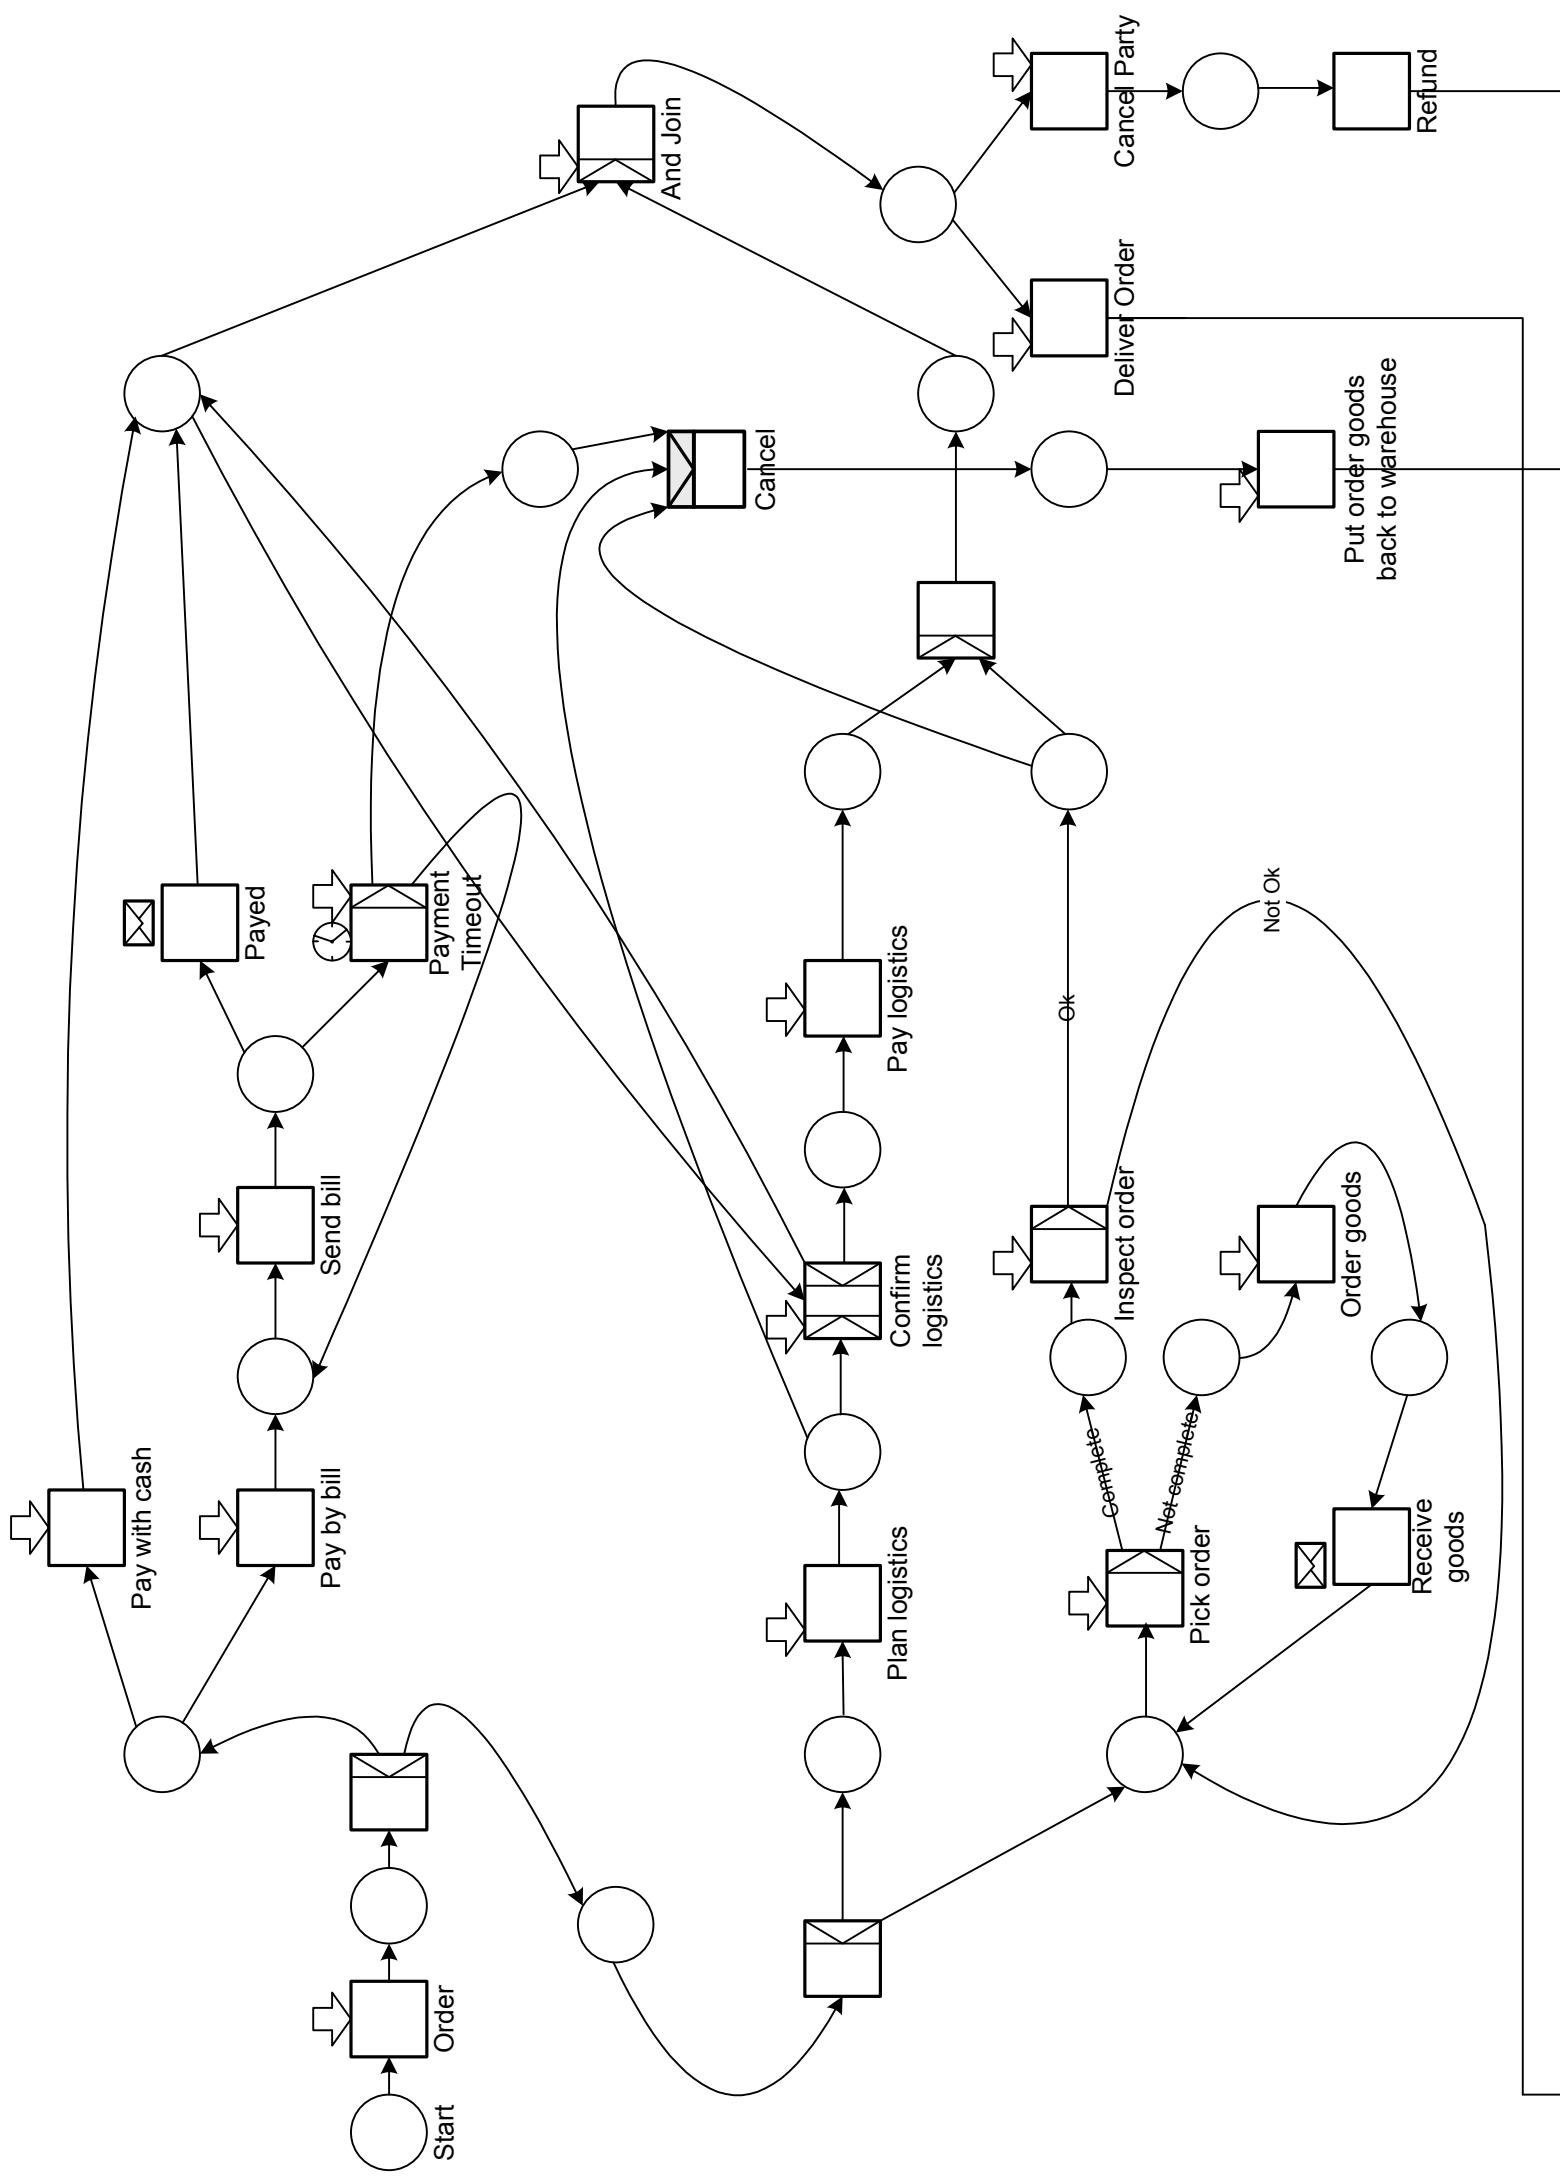 Start
Order
Pay with cash
Pay by bill
Send bill
Payed
Payment
Timeout
Plan logistics
Confirm
logistics
Pay logistics
Pick order
Complete
Not complete
Inspect order
Ok
Not Ok
Order goods
Receive
goods
Cancel
And Join
Put order goods
back to warehouse
Deliver Order
Cancel Party
Refund